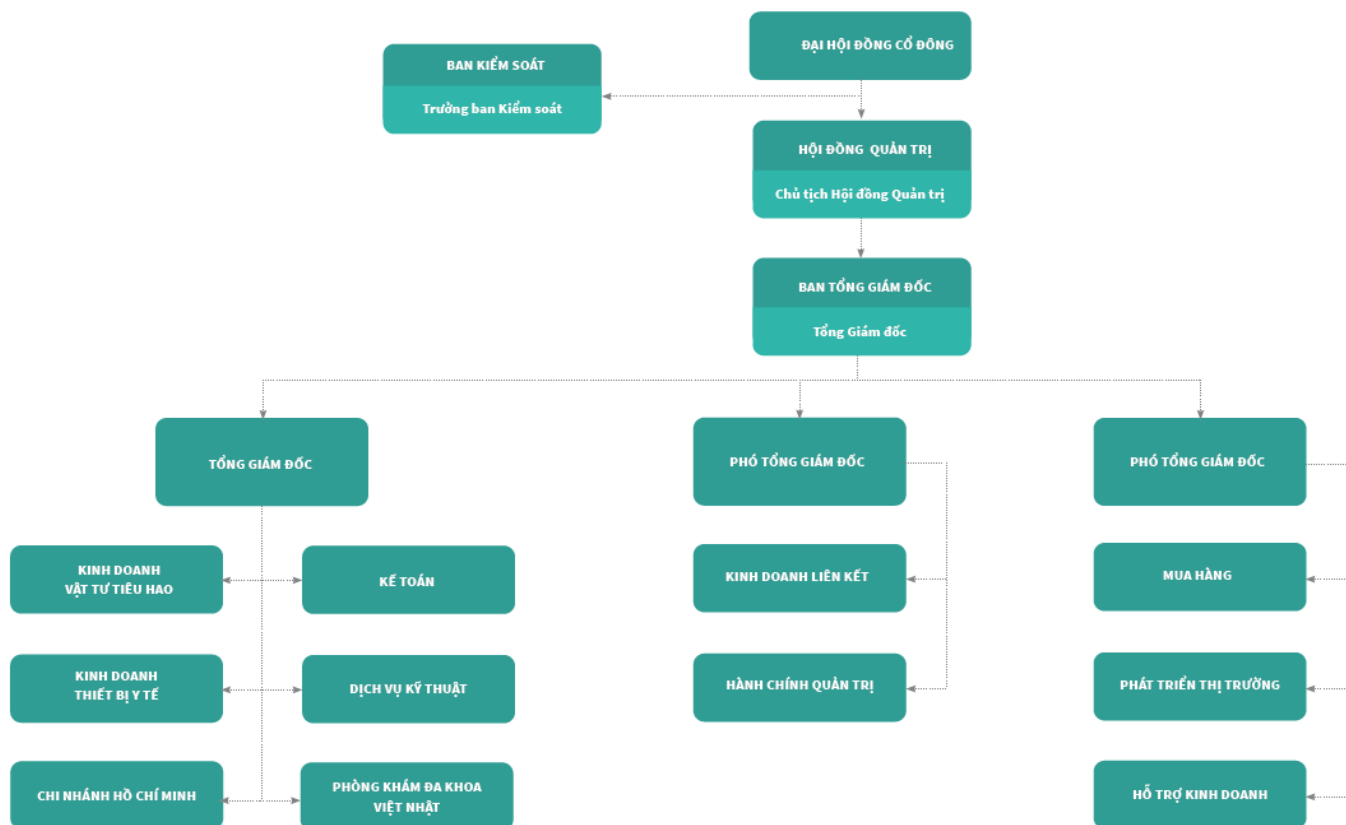 ĐẠI HỘI ĐỒNG CỔ ĐÔNG
BAN KIỂM SOÁT
Trưởng ban Kiểm soát
HỘI ĐỒNG QUẢN TRỊ
Chủ tịch Hội đồng Quản trị
BAN TỔNG GIÁM ĐỐC
Tổng Giám đốc
TỔNG GIÁM ĐỐC
PHÓ TỔNG GIÁM ĐỐC
PHÓ TỔNG GIÁM ĐỐC
KINH DOANH
VẬT TƯ TIÊU HAO
KẾ TOÁN
KINH DOANH LIÊN KẾT
MUA HÀNG
KINH DOANH
THIẾT BỊ Y TẾ
DỊCH VỤ KỸ THUẬT
HÀNH CHÍNH QUẢN TRỊ
PHÁT TRIỂN THỊ TRƯỜNG
CHI NHÁNH HỒ CHÍ MINH
PHÒNG KHÁM ĐA KHOA
VIỆT NHẬT
HỖ TRỢ KINH DOANH